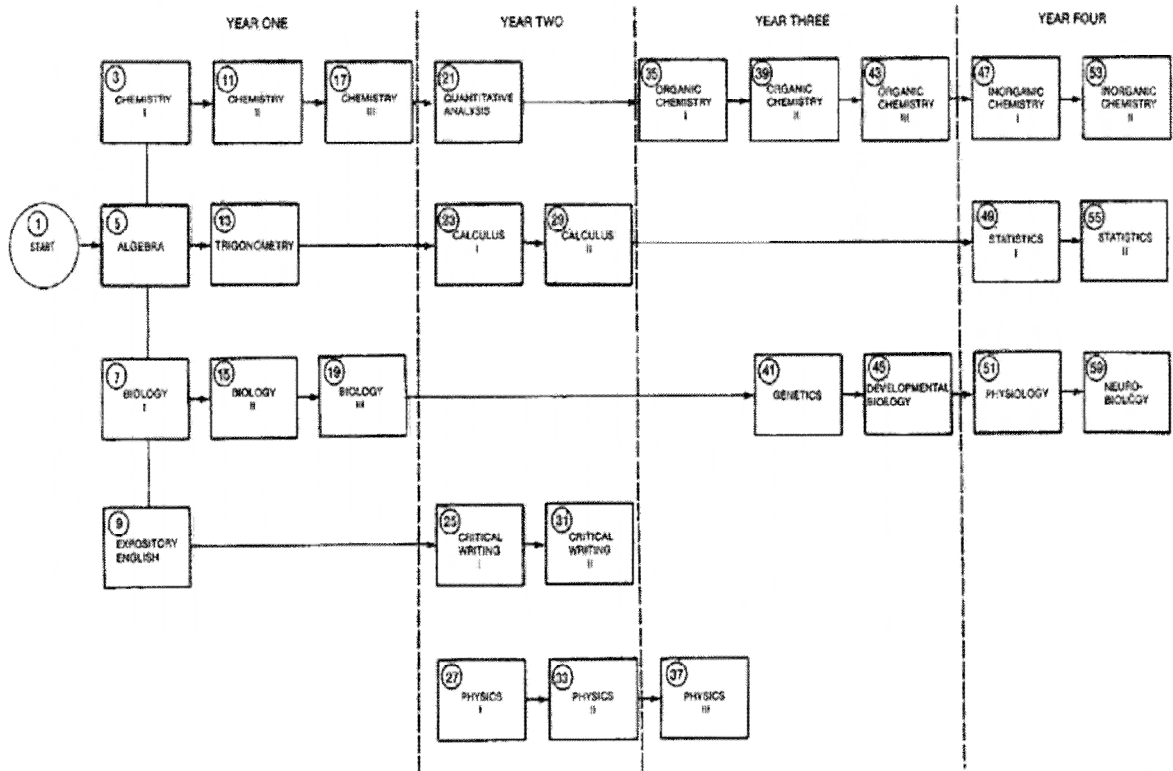 YEAR ONE
YEAR TWO
YEAR THREE
YEAR FOUR
3
CHEMISTRY
I
11
CHEMISTRY
II
17
CHEMISTRY
III
21
QUANTITATIVE
ANALYSIS
35
ORGANIC
CHEMISTRY
I
39
ORGANIC
CHEMISTRY
II
43
ORGANIC
CHEMISTRY
III
47
INORGANIC
CHEMISTRY
I
53
INORGANIC
CHEMISTRY
II
1
START
5
ALGEBRA
13
TRIGONOMETRY
23
CALCULUS
I
29
CALCULUS
II
49
STATISTICS
I
55
STATISTICS
II
7
BIOLOGY
I
15
BIOLOGY
II
19
BIOLOGY
III
41
GENETICS
45
DEVELOPMENTAL
BIOLOGY
51
PHYSIOLOGY
59
NEURO-
BIOLOGY
9
EXPOSITORY
ENGLISH
25
CRITICAL
WRITING
I
31
CRITICAL
WRITING
II
27
PHYSICS
I
33
PHYSICS
II
37
PHYSICS
III